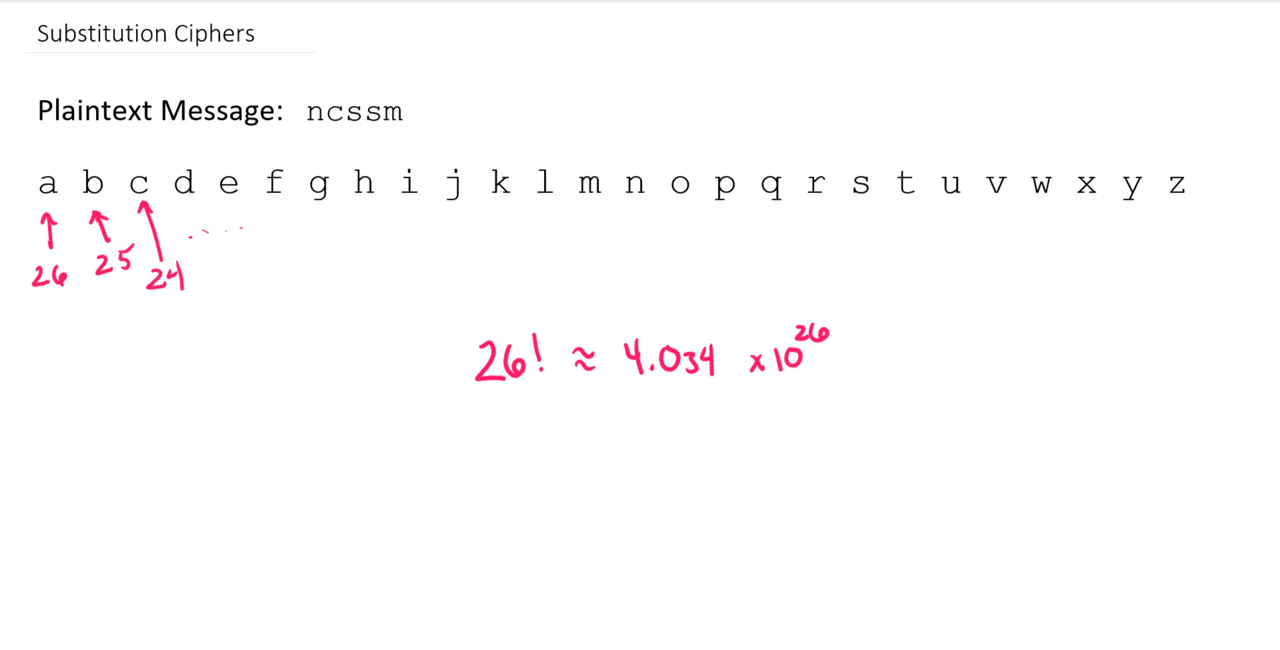 Substitution Ciphers
Plaintext Message: ncssm
a b c d e f g h i j k l m n o p q r s t u v w x y z
↑ ↑ ↑ .....
26 25 24
26! ≈ 4.034 x10^26